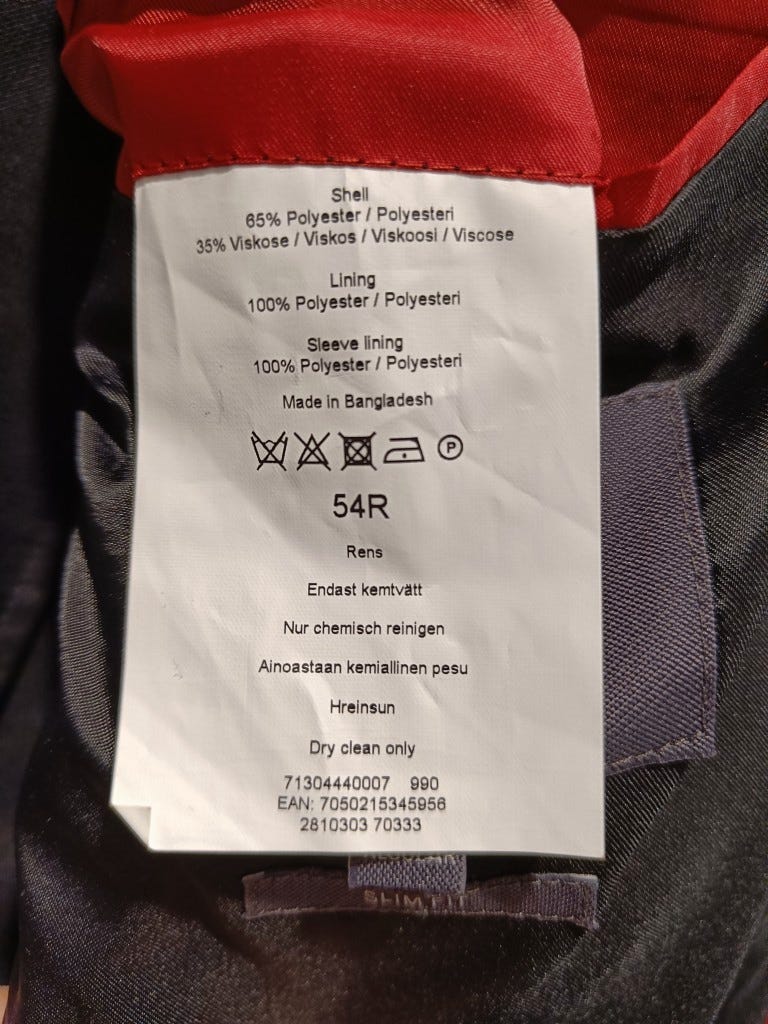 Shell
65% Polyester / Polyesteri
35% Viskose / Viskos / Viskoosi / Viscose
Lining
100% Polyester / Polyesteri
Sleeve lining
100% Polyester / Polyesteri
Made in Bangladesh
P
54R
Rens
Endast kemtvätt
Nur chemisch reinigen
Ainoastaan kemiallinen pesu
Hreinsun
Dry clean only
71304440007 990
EAN: 7050215345956
2810303 70333
SLIM FIT